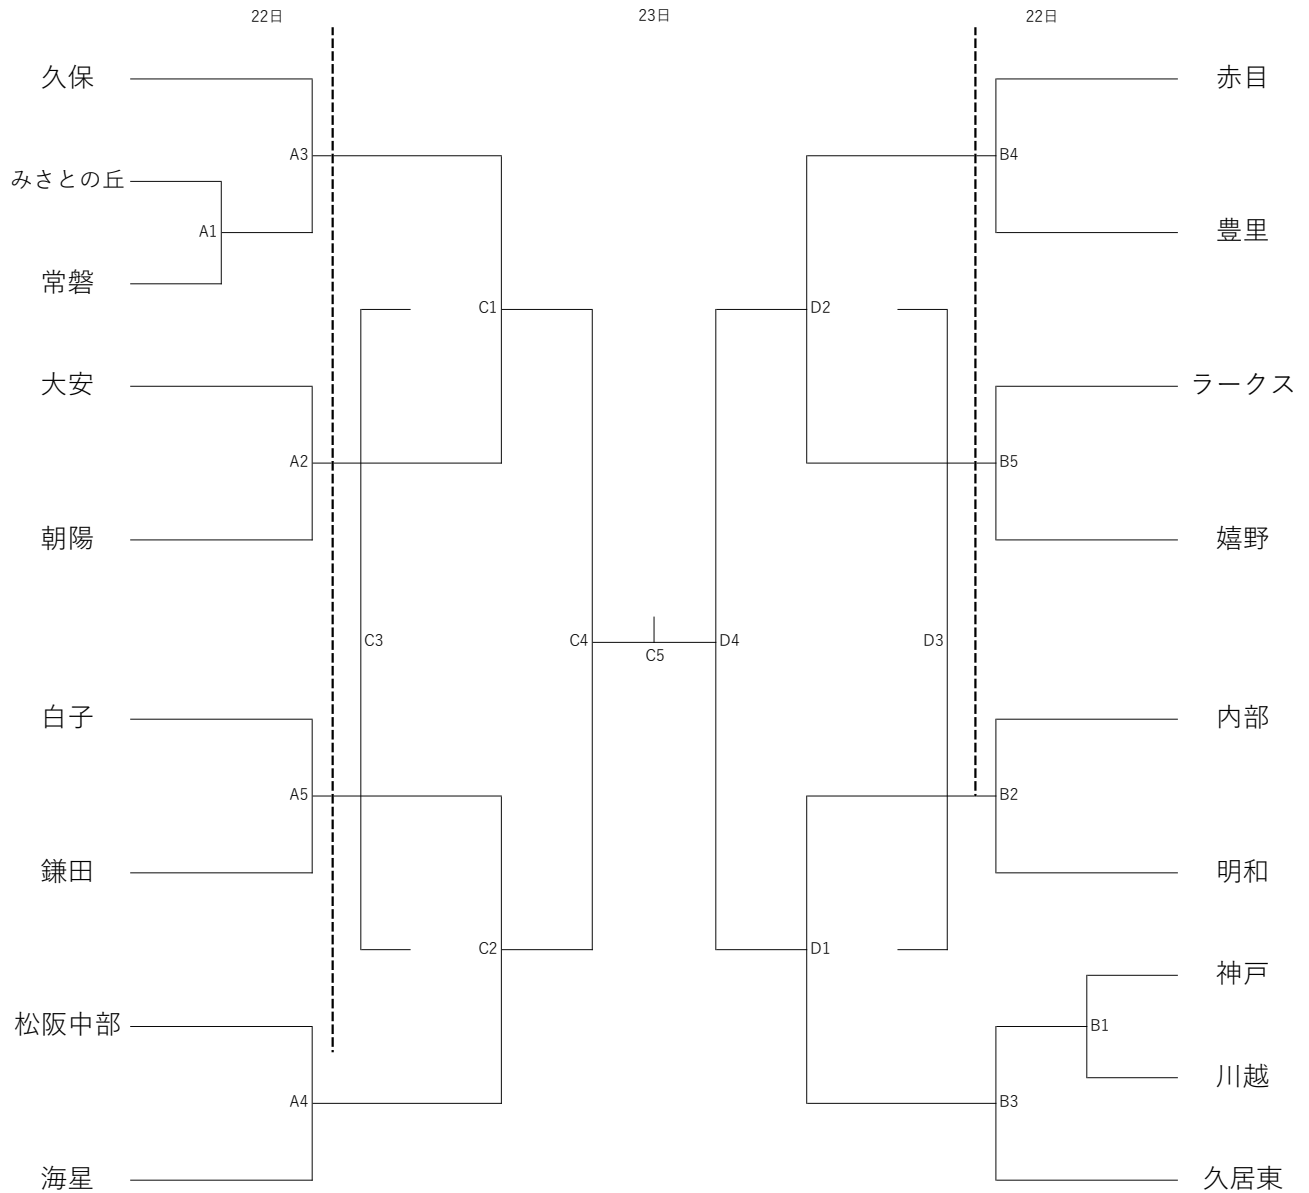 22日 23日 22日
久保 赤目
A3 B4
みさとの丘
A1 豊里
常磐
C1 D2
大安 ラークス
A2 B5
朝陽 嬉野
C3 C4 D4 D3
C5
白子 内部
A5 B2
鎌田 明和
C2 D1
神戸
松阪中部 B1
川越
A4 B3
海星 久居東